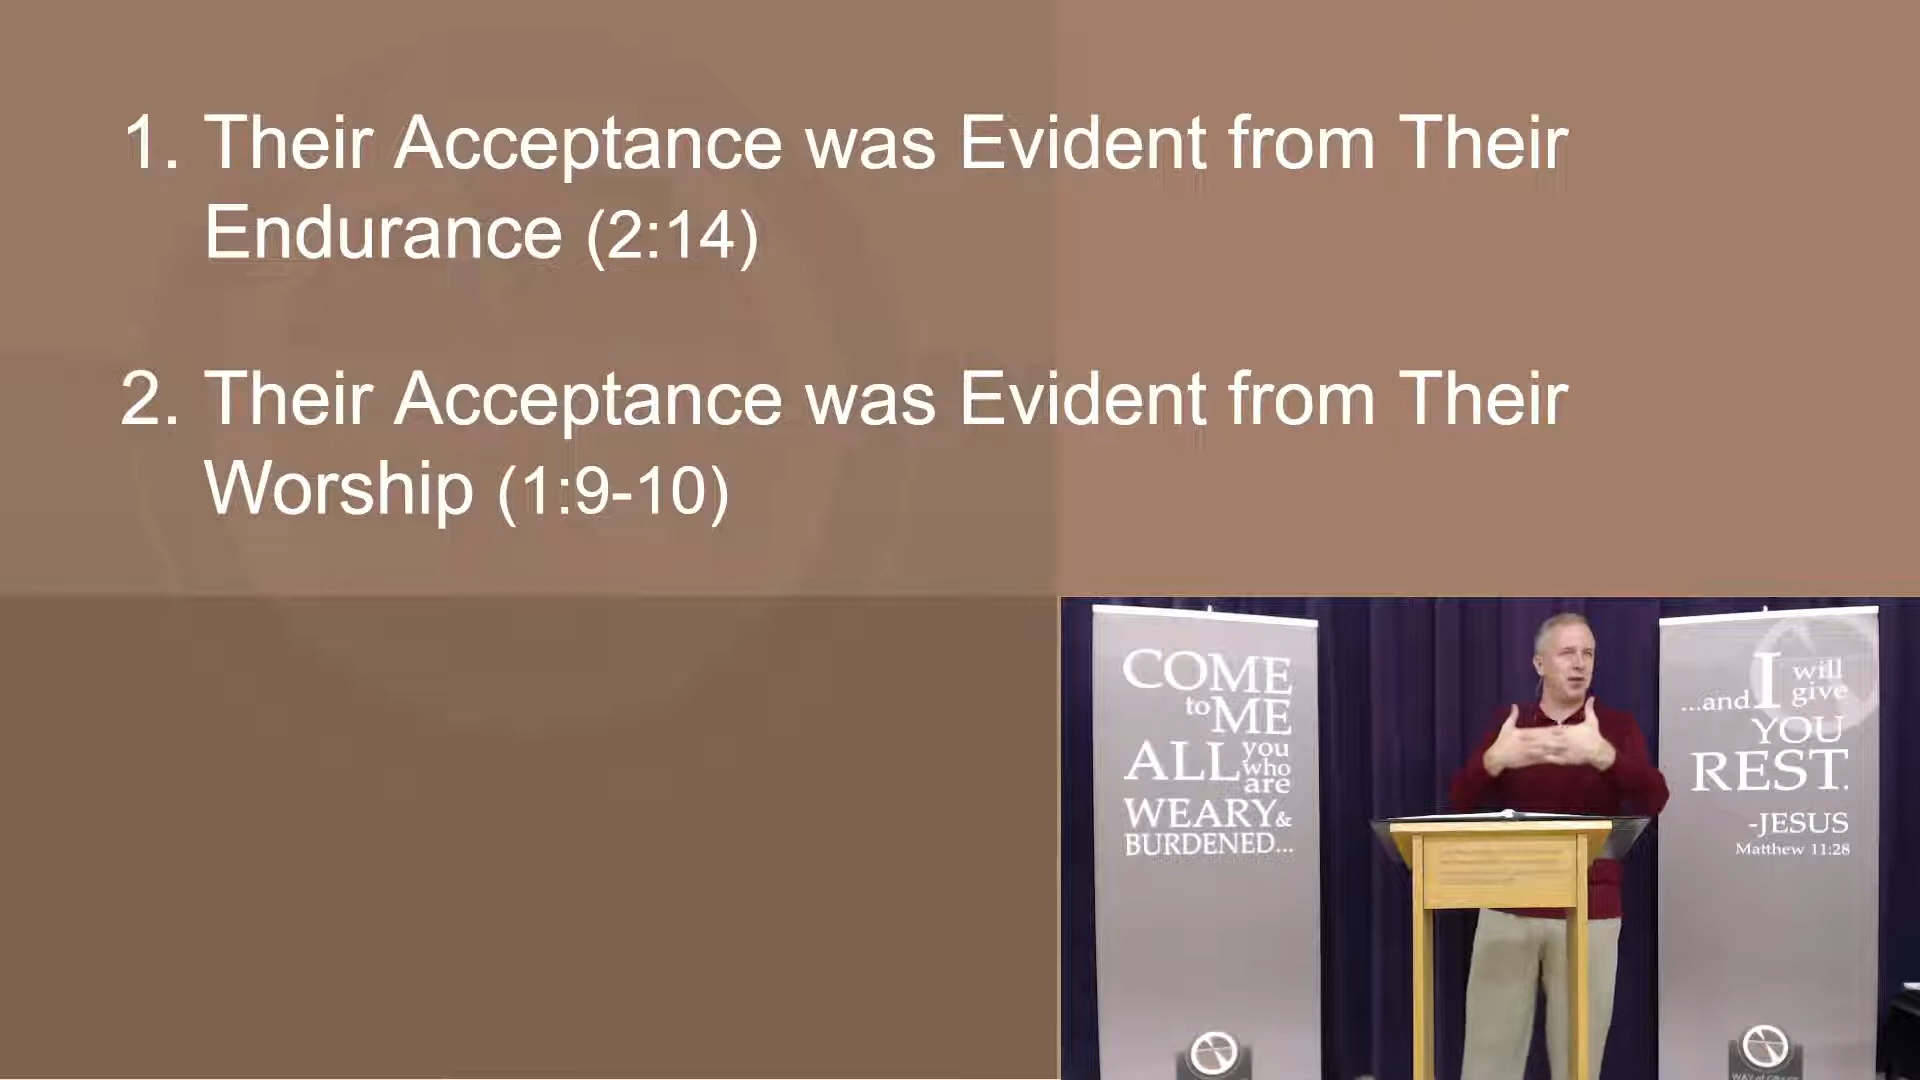 1. Their Acceptance was Evident from Their
Endurance (2:14)
2. Their Acceptance was Evident from Their
Worship (1:9-10)
COME
to ME
ALL you who are
WEARY &
BURDENED...
...and I will give
YOU
REST.
-JESUS
Matthew 11:28